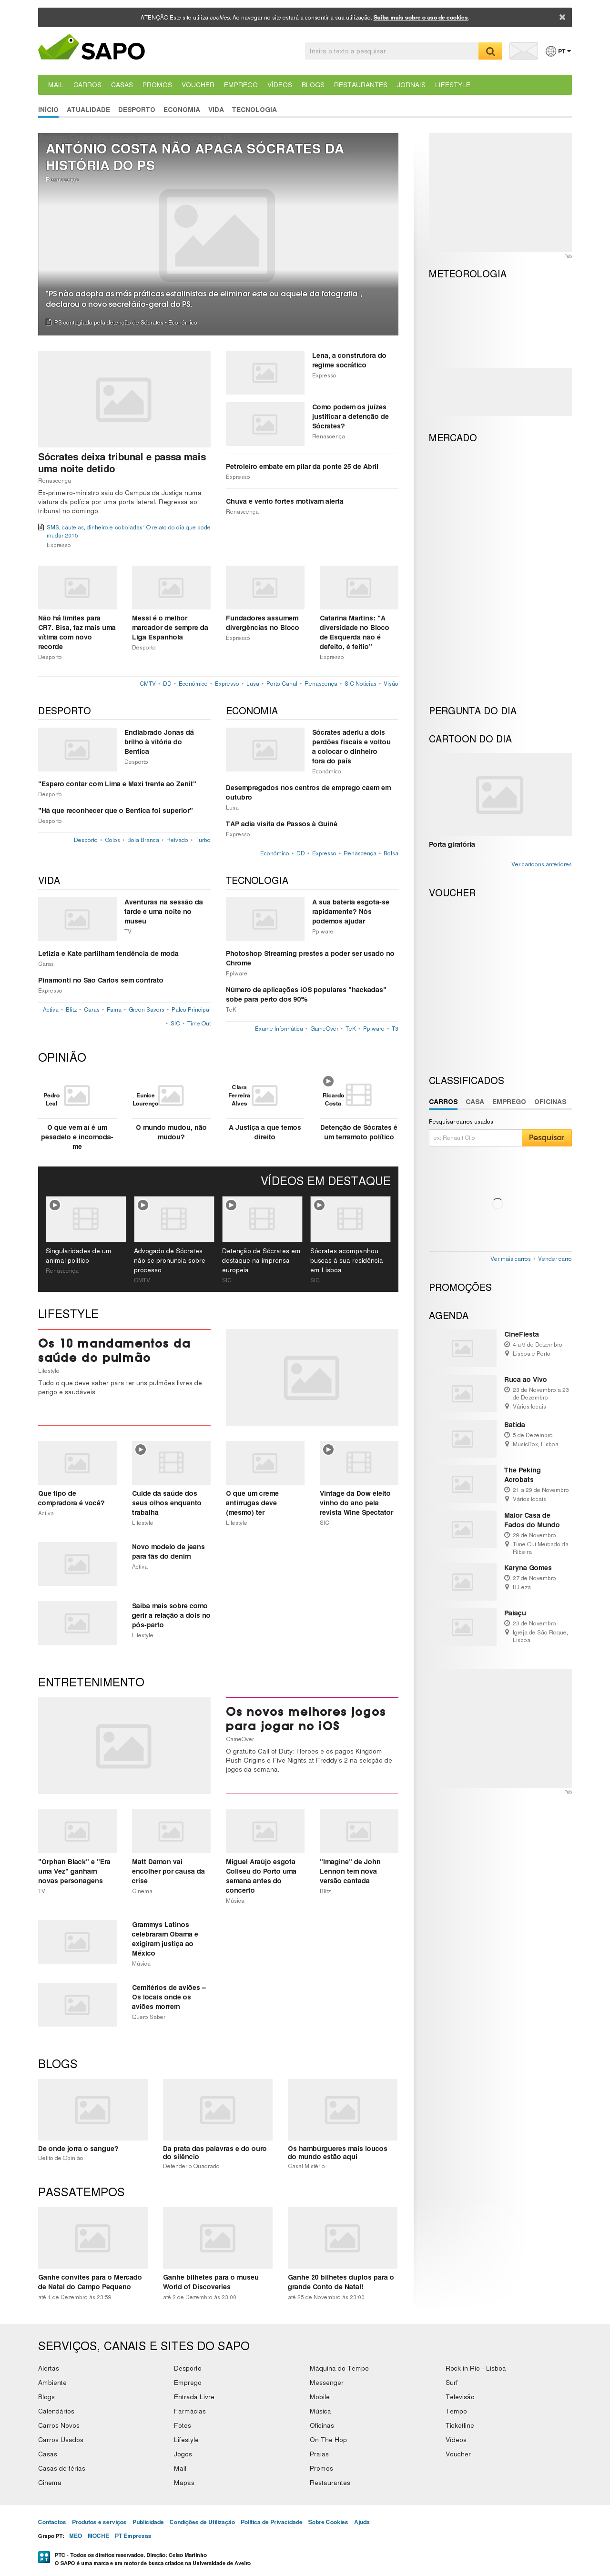 ATENÇÃO Este site utiliza cookies. Ao navegar no site estará a consentir a sua utilização. Saiba mais sobre o uso de cookies.
SAPO
Insira o texto a pesquisar
PT
MAIL CARROS CASAS PROMOS VOUCHER EMPREGO VÍDEOS BLOGS RESTAURANTES JORNAIS LIFESTYLE
INÍCIO ATUALIDADE DESPORTO ECONOMIA VIDA TECNOLOGIA
ANTÓNIO COSTA NÃO APAGA SÓCRATES DA
HISTÓRIA DO PS
"PS não adopta as más práticas estalinistas de eliminar este ou aquele da fotografia",
declarou o novo secretário-geral do PS.
PS contagiado pela detenção de Sócrates • Económico
Sócrates deixa tribunal e passa mais
uma noite detido
Renascença
Ex-primeiro-ministro saiu do Campus da Justiça numa
viatura da polícia por uma porta lateral. Regressa ao
tribunal no domingo.
SMS, cautelas, dinheiro e 'coboiadas'. O relato do dia que pode
mudar 2015
Expresso
Lena, a construtora do
regime socrático
Expresso
Como podem os juízes
justificar a detenção de
Sócrates?
Renascença
Petroleiro embate em pilar da ponte 25 de Abril
Expresso
Chuva e vento fortes motivam alerta
Renascença
Não há limites para
CR7. Bisa, faz mais uma
vítima com novo
recorde
Desporto
Messi é o melhor
marcador de sempre da
Liga Espanhola
Desporto
Fundadores assumem
divergências no Bloco
Expresso
Catarina Martins: "A
diversidade no Bloco
de Esquerda não é
defeito, é feitio"
Expresso
CMTV • DD • Económico • Expresso • Lusa • Porto Canal • Renascença • SIC Notícias • Visão
DESPORTO
Endiabrado Jonas dá
brilho à vitória do
Benfica
Desporto
"Espero contar com Lima e Maxi frente ao Zenit"
Desporto
"Há que reconhecer que o Benfica foi superior"
Desporto
Desporto • Golos • Bola Branca • Relvado • Turbo
ECONOMIA
Sócrates aderiu a dois
perdões fiscais e voltou
a colocar o dinheiro
fora do país
Económico
Desempregados nos centros de emprego caem em
outubro
Lusa
TAP adia visita de Passos à Guiné
Expresso
Económico • DD • Expresso • Renascença • Bolsa
VIDA
Aventuras na sessão da
tarde e uma noite no
museu
TV
Letizia e Kate partilham tendência de moda
Caras
Pinamonti no São Carlos sem contrato
Expresso
Activa • Blitz • Caras • Fama • Green Savers • Palco Principal
• SIC • Time Out
TECNOLOGIA
A sua bateria esgota-se
rapidamente? Nós
podemos ajudar
Pplware
Photoshop Streaming prestes a poder ser usado no
Chrome
Pplware
Número de aplicações iOS populares "hackadas"
sobe para perto dos 90%
TeK
Exame Informática • GameOver • TeK • Pplware • T3
OPINIÃO
Pedro
Leal
O que vem aí é um
pesadelo e incomoda-
me
Eunice
Lourenço
O mundo mudou, não
mudou?
Clara
Ferreira
Alves
A Justiça a que temos
direito
Ricardo
Costa
Detenção de Sócrates é
um terramoto político
VÍDEOS EM DESTAQUE
Singularidades de um
animal político
Renascença
Advogado de Sócrates
não se pronuncia sobre
processo
CMTV
Detenção de Sócrates em
destaque na imprensa
europeia
SIC
Sócrates acompanhou
buscas à sua residência
em Lisboa
SIC
LIFESTYLE
Os 10 mandamentos da
saúde do pulmão
Lifestyle
Tudo o que deve saber para ter uns pulmões livres de
perigo e saudáveis.
Que tipo de
compradora é você?
Activa
Cuide da saúde dos
seus olhos enquanto
trabalha
Lifestyle
O que um creme
antirrugas deve
(mesmo) ter
Lifestyle
Vintage da Dow eleito
vinho do ano pela
revista Wine Spectator
SIC
Novo modelo de jeans
para fãs do denim
Activa
Saiba mais sobre como
gerir a relação a dois no
pós-parto
Lifestyle
ENTRETENIMENTO
Os novos melhores jogos
para jogar no iOS
GameOver
O gratuito Call of Duty: Heroes e os pagos Kingdom
Rush Origins e Five Nights at Freddy's 2 na seleção de
jogos da semana.
"Orphan Black" e "Era
uma Vez" ganham
novas personagens
TV
Matt Damon vai
encolher por causa da
crise
Cinema
Miguel Araújo esgota
Coliseu do Porto uma
semana antes do
concerto
Música
"Imagine" de John
Lennon tem nova
versão cantada
Blitz
Grammys Latinos
celebraram Obama e
exigiram justiça ao
México
Música
Cemitérios de aviões –
Os locais onde os
aviões morrem
Quero Saber
BLOGS
De onde jorra o sangue?
Delito de Opinião
Da prata das palavras e do ouro
do silêncio
Defender o Quadrado
Os hambúrgueres mais loucos
do mundo estão aqui
Casal Mistério
PASSATEMPOS
Ganhe convites para o Mercado
de Natal do Campo Pequeno
até 1 de Dezembro às 23:59
Ganhe bilhetes para o museu
World of Discoveries
até 2 de Dezembro às 23:00
Ganhe 20 bilhetes duplos para o
grande Conto de Natal!
até 25 de Novembro às 23:00
Pub
METEOROLOGIA
MERCADO
PERGUNTA DO DIA
CARTOON DO DIA
Porta giratória
Ver cartoons anteriores
VOUCHER
CLASSIFICADOS
CARROS CASA EMPREGO OFICINAS
Pesquisar carros usados
ex: Renault Clio
Pesquisar
Ver mais carros • Vender carro
PROMOÇÕES
AGENDA
CineFiesta
4 a 9 de Dezembro
Lisboa e Porto
Ruca ao Vivo
23 de Novembro a 23
de Dezembro
Vários locais
Batida
5 de Dezembro
MusicBox, Lisboa
The Peking
Acrobats
21 a 29 de Novembro
Vários locais
Maior Casa de
Fados do Mundo
29 de Novembro
Time Out Mercado da
Ribeira
Karyna Gomes
27 de Novembro
B.Leza
Palaçu
23 de Novembro
Igreja de São Roque,
Lisboa
Pub
SERVIÇOS, CANAIS E SITES DO SAPO
Alertas
Ambiente
Blogs
Calendários
Carros Novos
Carros Usados
Casas
Casas de férias
Cinema
Desporto
Emprego
Entrada Livre
Farmácias
Fotos
Lifestyle
Jogos
Mail
Mapas
Máquina do Tempo
Messenger
Mobile
Música
Oficinas
On The Hop
Praias
Promos
Restaurantes
Rock in Rio - Lisboa
Surf
Televisão
Tempo
Ticketline
Vídeos
Voucher
Contactos Produtos e serviços Publicidade Condições de Utilização Política de Privacidade Sobre Cookies Ajuda
Grupo PT: MEO MOCHE PT Empresas
PTC - Todos os direitos reservados. Direção: Celso Martinho
O SAPO é uma marca e um motor de busca criados na Universidade de Aveiro